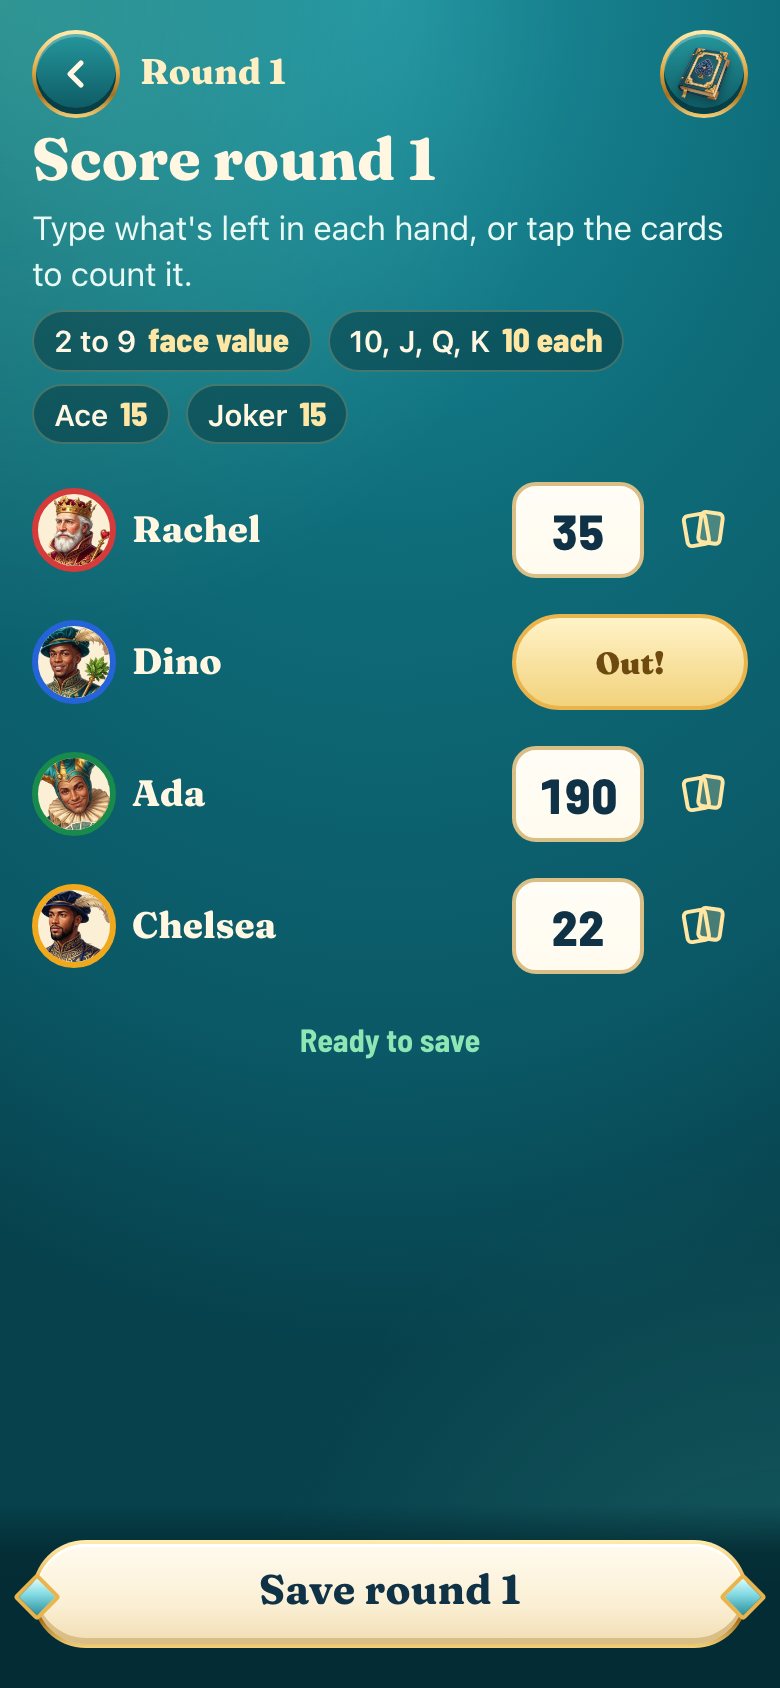 Round 1
Score round 1
Type what's left in each hand, or tap the cards
to count it.
2 to 9 face value
10, J, Q, K 10 each
Ace 15
Joker 15
Rachel
35
Dino
Out!
Ada
190
Chelsea
22
Ready to save
Save round 1